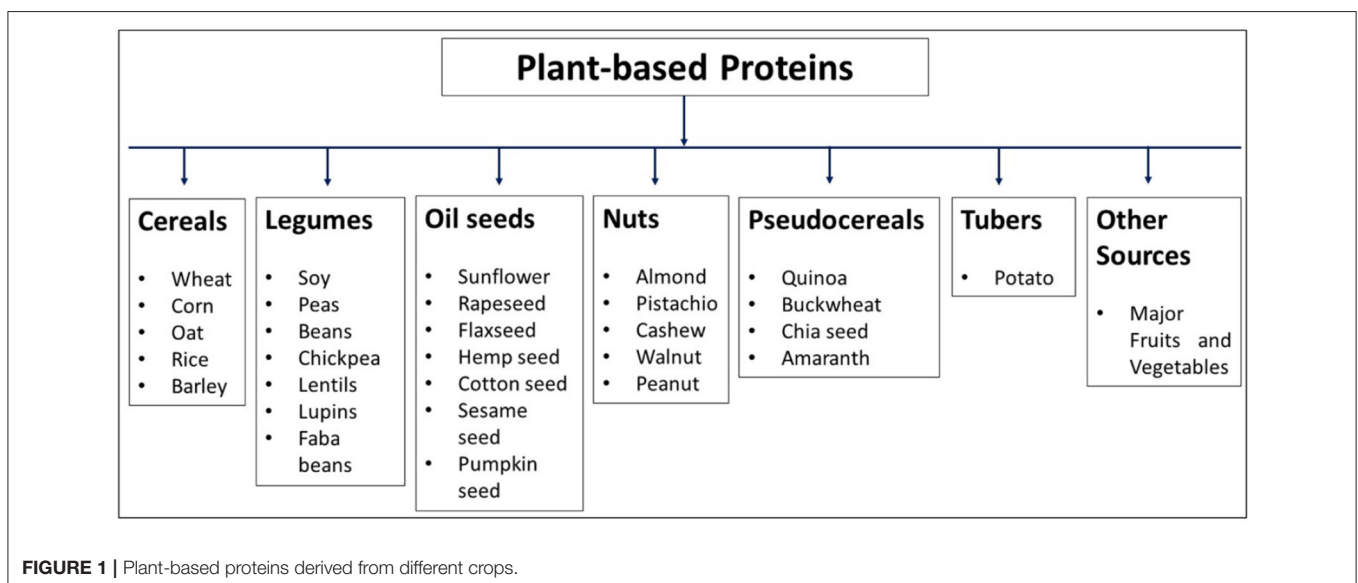 Plant-based Proteins
Cereals
• Wheat
• Corn
• Oat
• Rice
• Barley
Legumes
• Soy
• Peas
• Beans
• Chickpea
• Lentils
• Lupins
• Faba
beans
Oil seeds
• Sunflower
• Rapeseed
• Flaxseed
• Hemp seed
• Cotton seed
• Sesame
seed
• Pumpkin
seed
Nuts
• Almond
• Pistachio
• Cashew
• Walnut
• Peanut
Pseudocereals
• Quinoa
• Buckwheat
• Chia seed
• Amaranth
Tubers
• Potato
Other
Sources
• Major
Fruits and
Vegetables
FIGURE 1 | Plant-based proteins derived from different crops.